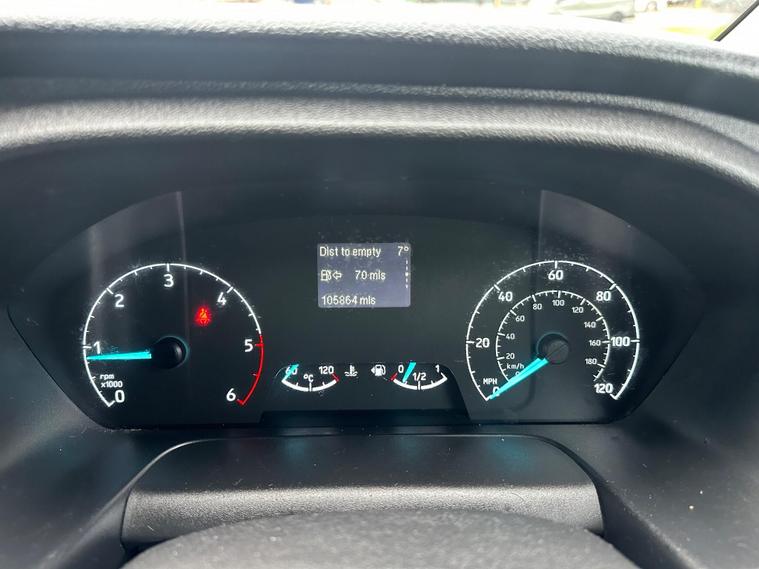 Dist to empty 7°
70 mls
105864 mls
0 1 2 3 4 5 6
rpm
x1000
60 120
°C
0 1/2 1
0 20 40 60 80 100 120
MPH
0 20 40 60 80 100 120 140 160 180
km/h